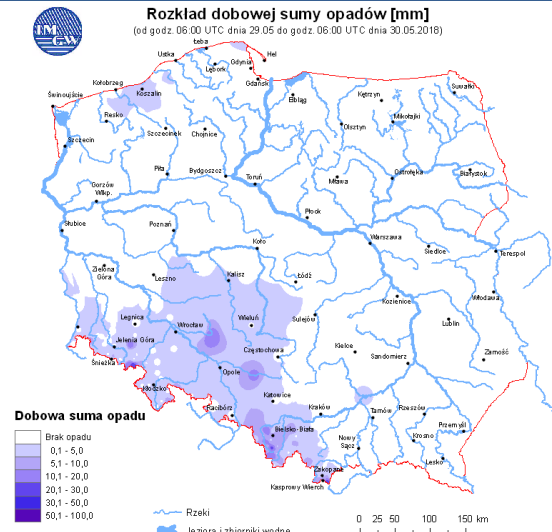 Rozkład dobowej sumy opadów [mm]
(od godz. 06:00 UTC dnia 29.05 do godz. 06:00 UTC dnia 30.05.2018)
IM
GW
Łeba
Ustka
Lębork
Gdynia
Hel
Gdańsk
Kołobrzeg
Koszalin
Świnoujście
Resko
Elbląg
Kętrzyn
Suwałki
Mikołajki
Olsztyn
Szczecinek
Chojnice
Szczecin
Piła
Bydgoszcz
Toruń
Mława
Ostrołęka
Białystok
Gorzów
Wlkp.
Płock
Słubice
Poznań
Koło
Warszawa
Siedlce
Terespol
Zielona
Góra
Leszno
Kalisz
Łódź
Kozienice
Włodawa
Legnica
Wrocław
Wieluń
Sulejów
Lublin
Jelenia Góra
Częstochowa
Kielce
Sandomierz
Zamość
Śnieżka
Opole
Kłodzko
Katowice
Racibórz
Kraków
Tarnów
Rzeszów
Przemyśl
Bielsko-Biała
Nowy
Sącz
Krosno
Lesko
Zakopane
Kasprowy Wierch
Dobowa suma opadu
Brak opadu
0,1 - 5,0
5,1 - 10,0
10,1 - 20,0
20,1 - 30,0
30,1 - 50,0
50,1 - 100,0
Rzeki
Jeziora i zbiorniki wodne
0 25 50 100 150 km